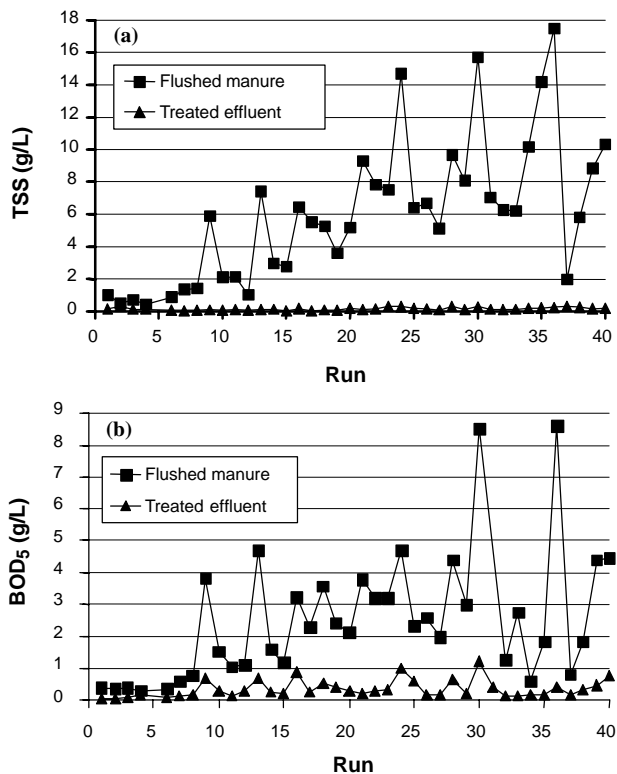 (a)
18
16
14
12
10
8
6
4
2
0
TSS (g/L)
Flushed manure
Treated effluent
0 5 10 15 20 25 30 35 40
Run
(b)
9
8
7
6
5
4
3
2
1
0
BOD5 (g/L)
Flushed manure
Treated effluent
0 5 10 15 20 25 30 35 40
Run